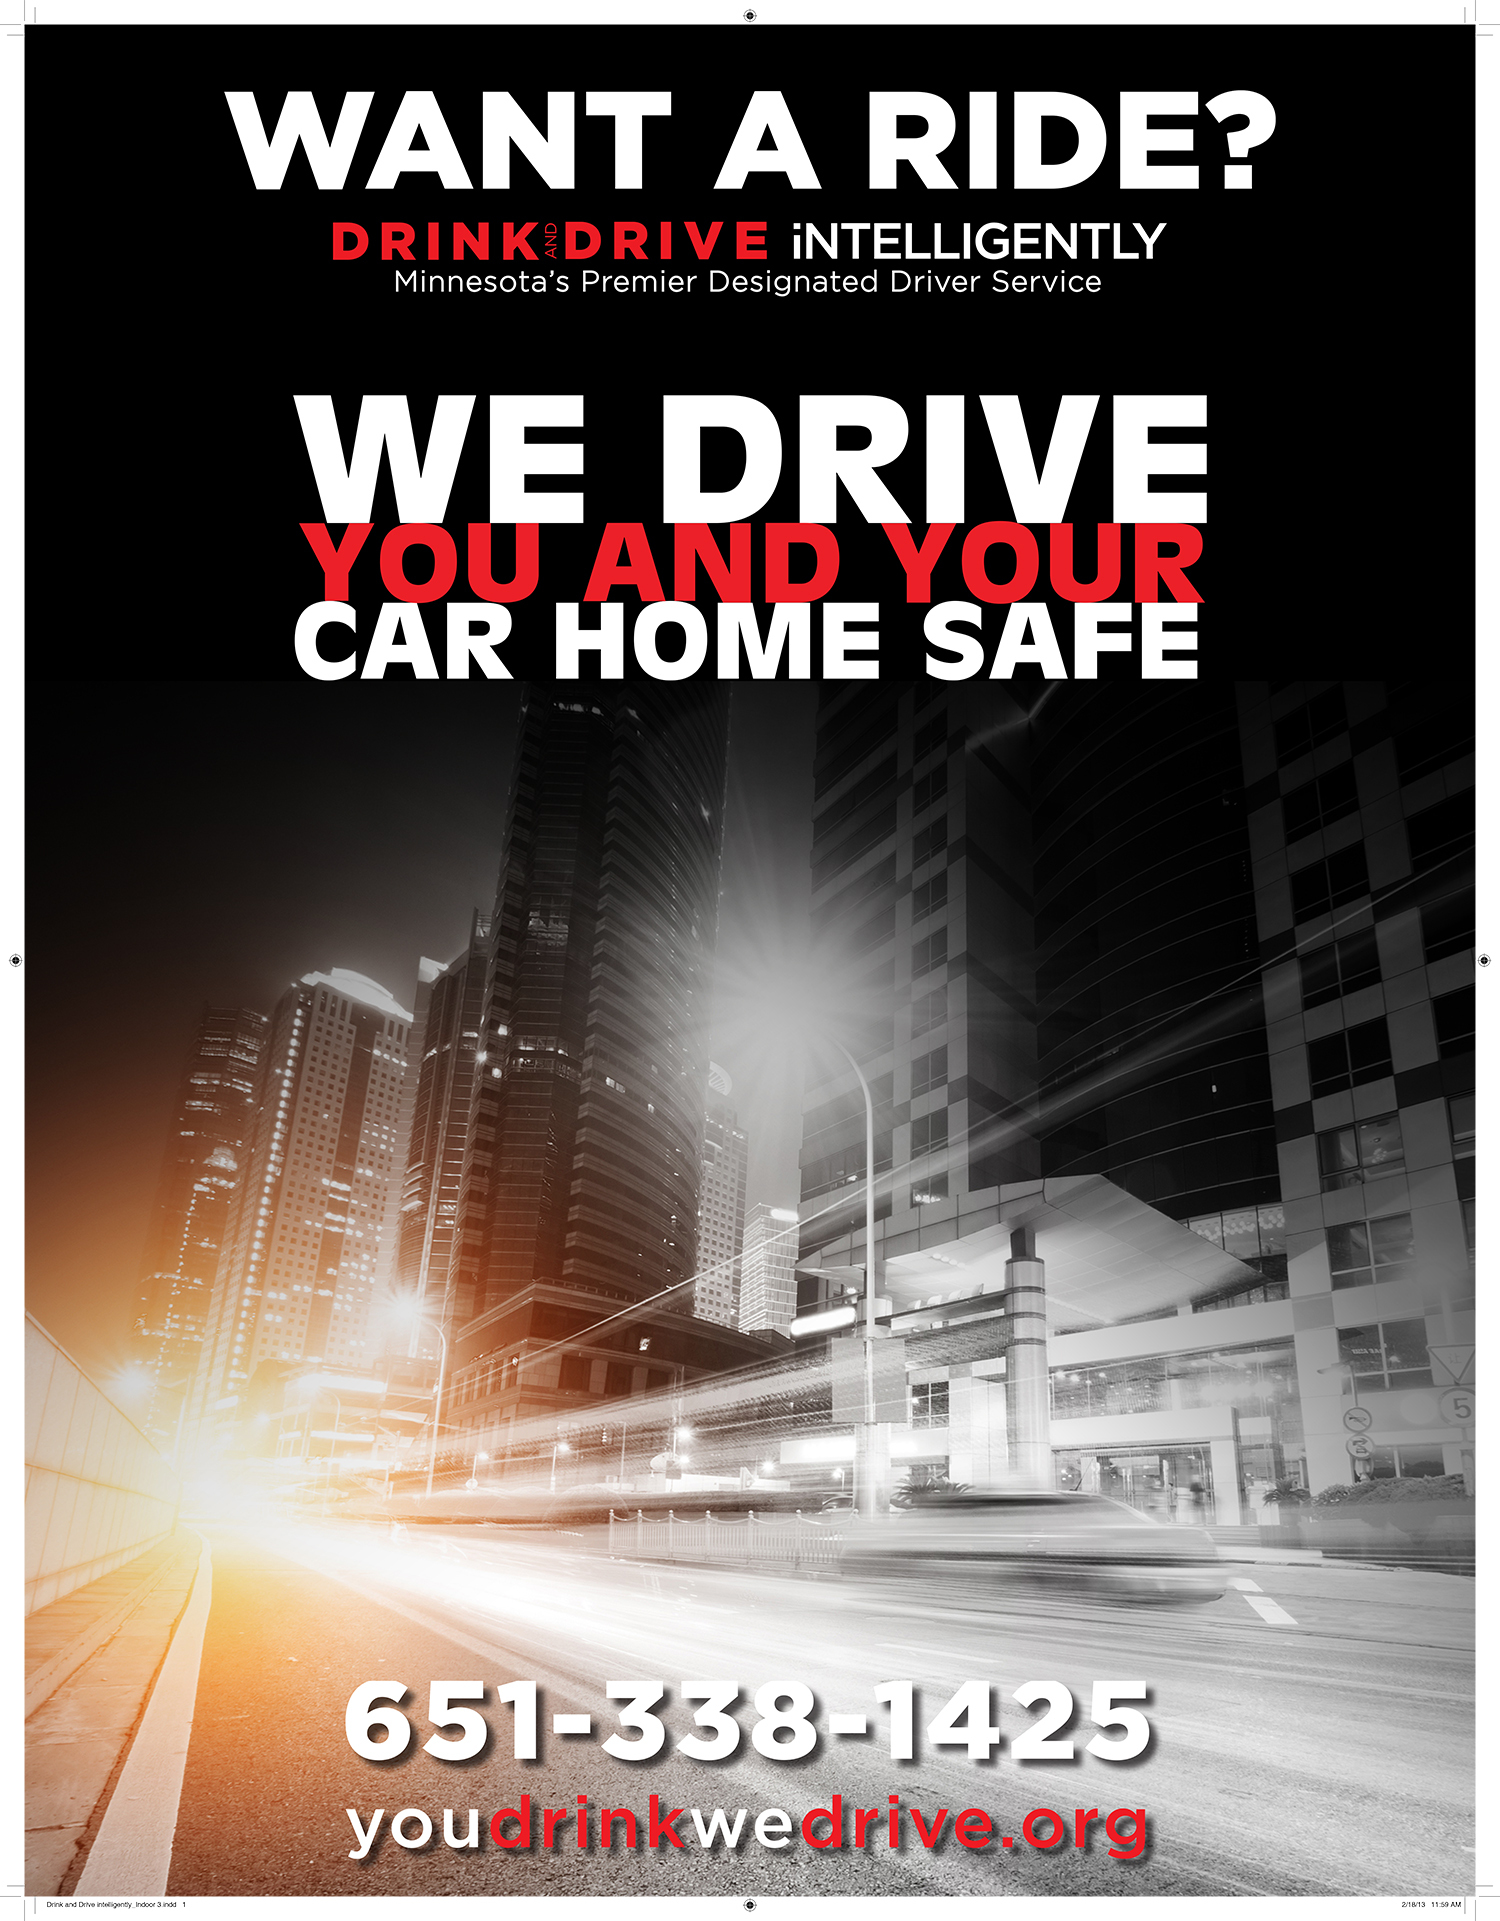 WANT A RIDE?
DRINK AND DRIVE iNTELLIGENTLY
Minnesota's Premier Designated Driver Service
WE DRIVE
YOU AND YOUR
CAR HOME SAFE
5
651-338-1425
youdrinkwedrive.org
Drink and Drive intelligently_Indoor 3.indd 1
2/18/13 11:59 AM